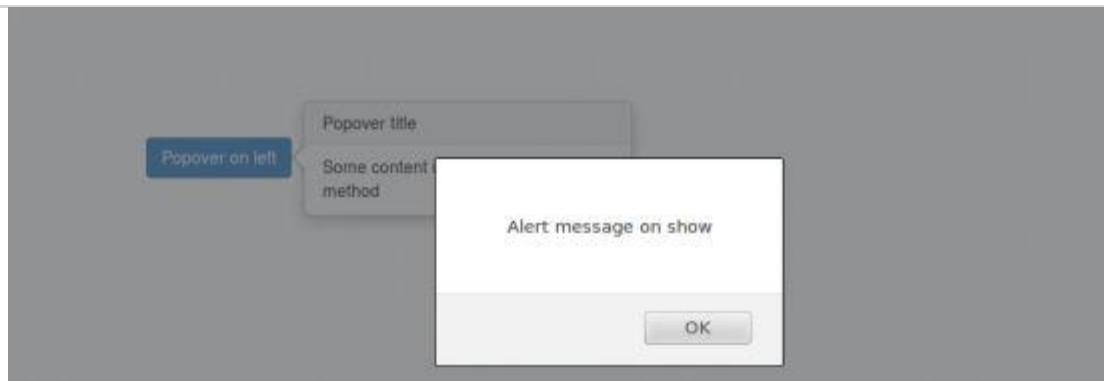 Popover title
Popover on left
Some content
method
Alert message on show
OK